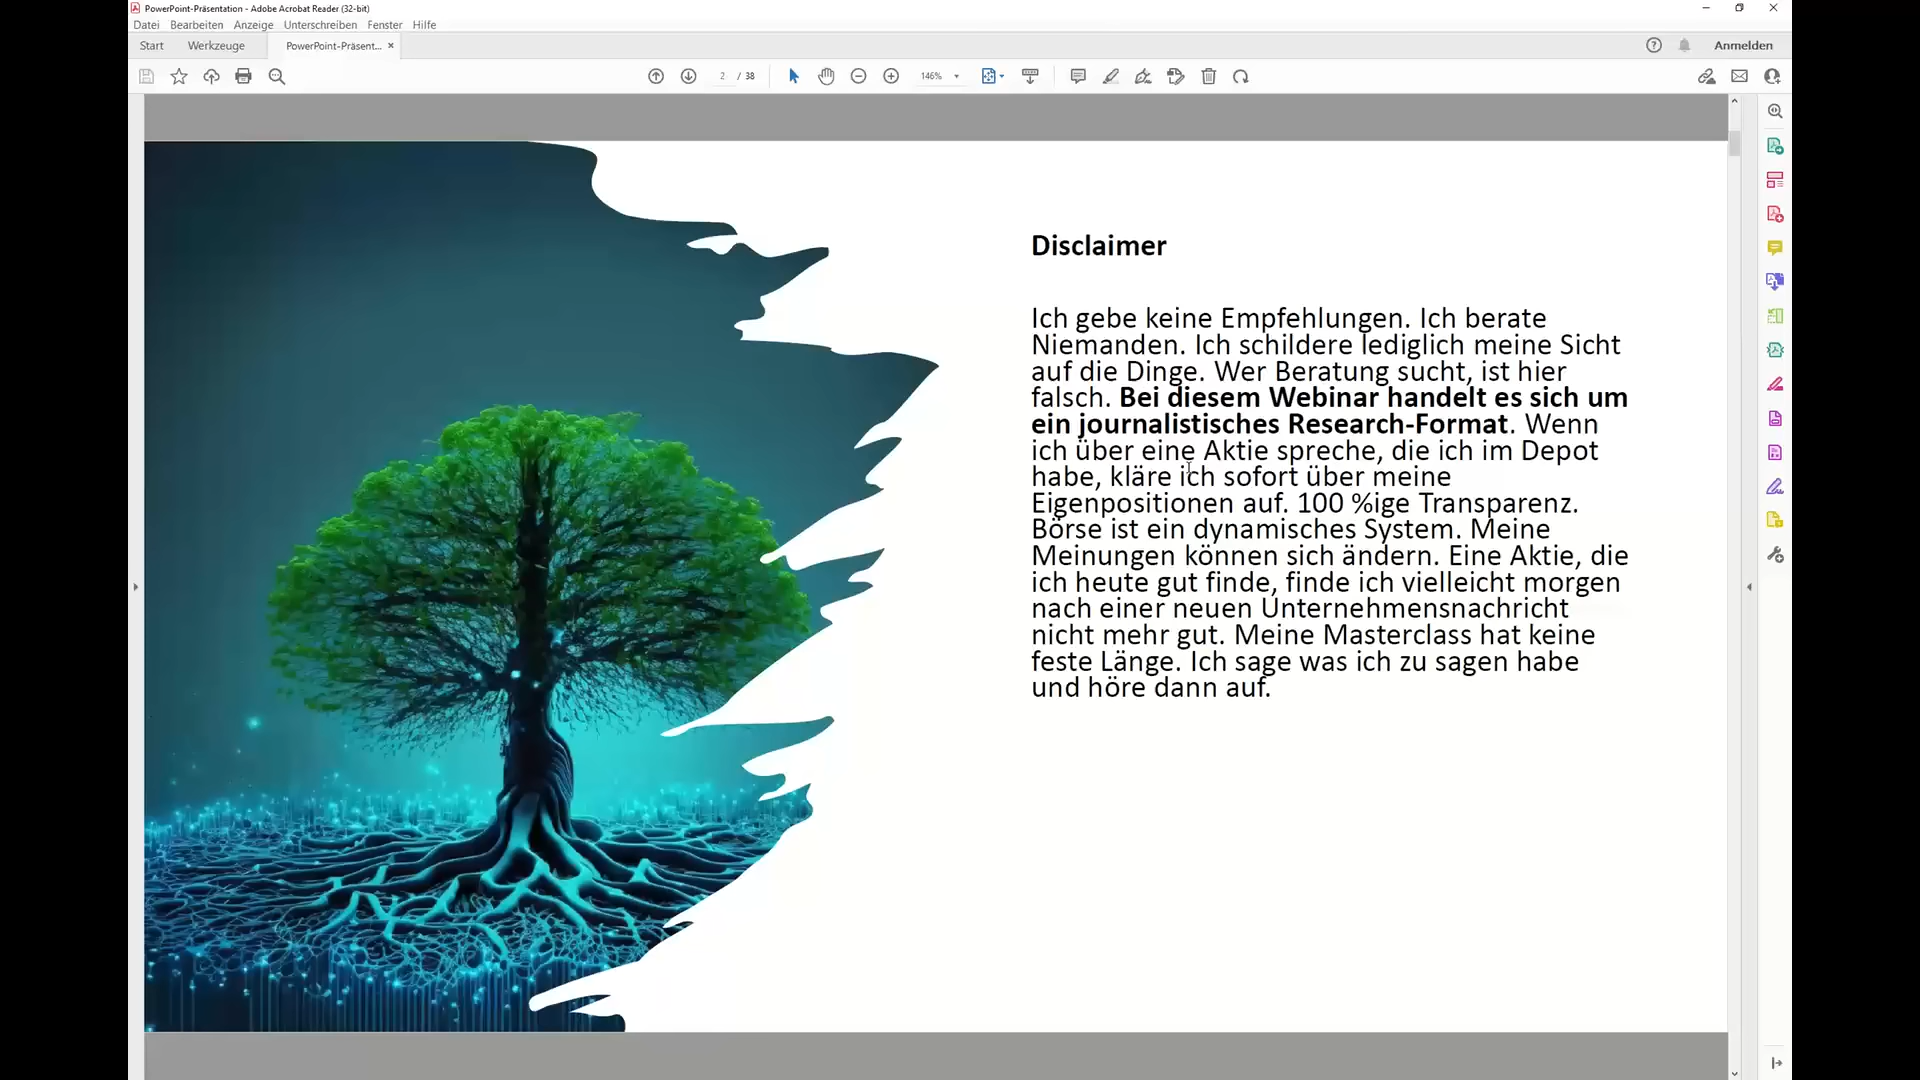 PowerPoint-Präsentation - Adobe Acrobat Reader (32-bit)
Datei Bearbeiten Anzeige Unterschreiben Fenster Hilfe
Start Werkzeuge PowerPoint-Präsent... Anmelden
2 / 38 146%
Disclaimer
Ich gebe keine Empfehlungen. Ich berate
Niemanden. Ich schildere lediglich meine Sicht
auf die Dinge. Wer Beratung sucht, ist hier
falsch. Bei diesem Webinar handelt es sich um
ein journalistisches Research-Format. Wenn
ich über eine Aktie spreche, die ich im Depot
habe, kläre ich sofort über meine
Eigenpositionen auf. 100 %ige Transparenz.
Börse ist ein dynamisches System. Meine
Meinungen können sich ändern. Eine Aktie, die
ich heute gut finde, finde ich vielleicht morgen
nach einer neuen Unternehmensnachricht
nicht mehr gut. Meine Masterclass hat keine
feste Länge. Ich sage was ich zu sagen habe
und höre dann auf.